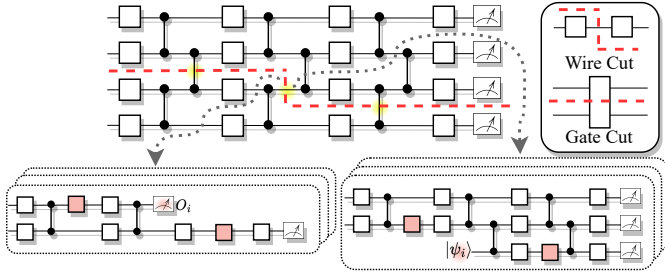 Wire Cut
Gate Cut
O_i
|ψ_i⟩